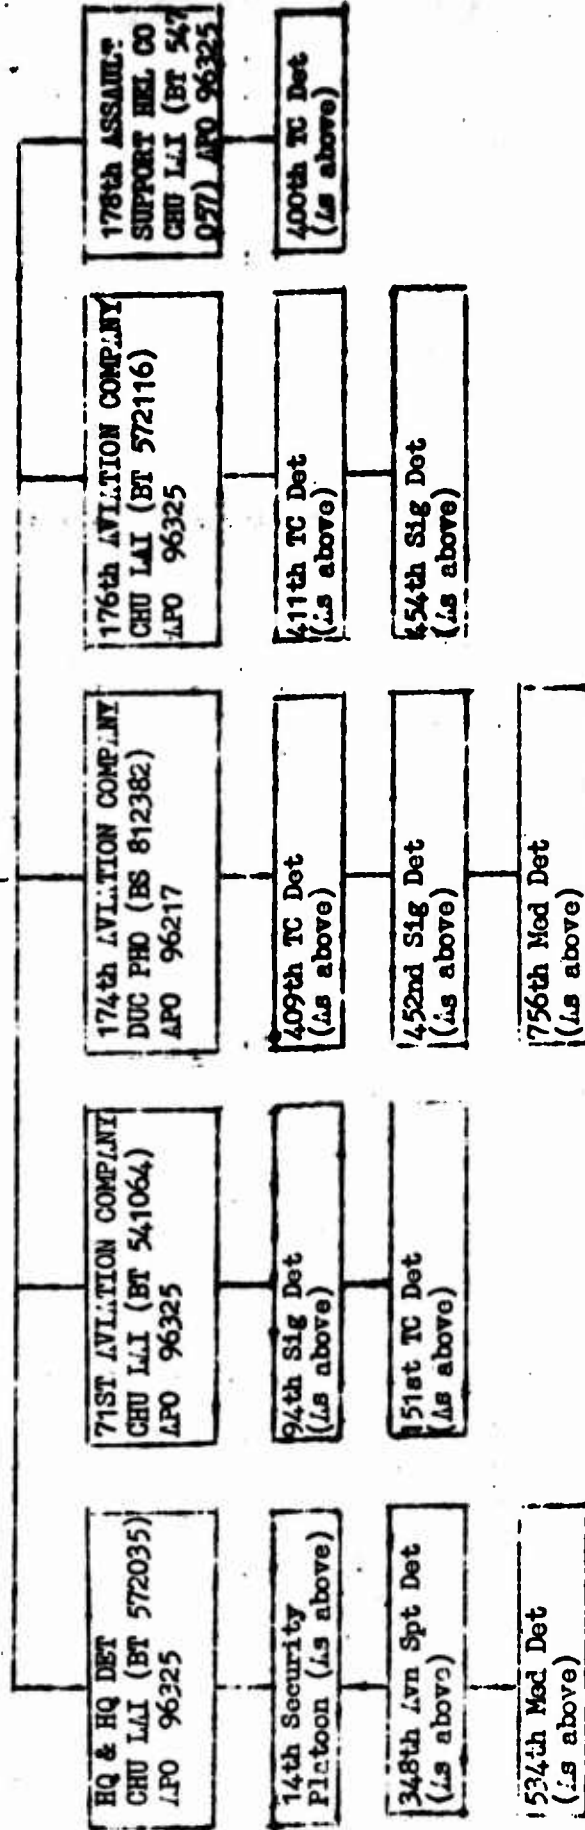 HQ & HQ DET
CHU LAI (BT 572035)
APO 96325
14th Security
Platoon (As above)
348th Avn Spt Det
(As above)
534th Med Det
(As above)
71ST AVIATION COMPANY
CHU LAI (BT 541064)
APO 96325
94th Sig Det
(As above)
151st TC Det
(As above)
174th AVIATION COMPANY
DUC PHO (BS 812382)
APO 96217
409th TC Det
(As above)
452nd Sig Det
(As above)
756th Med Det
(As above)
176th AVIATION COMPANY
CHU LAI (BT 572116)
APO 96325
411th TC Det
(As above)
454th Sig Det
(As above)
178th ASSAULT
SUPPORT HEL CO
CHU LAI (BT 547
057) APO 96325
400th TC Det
(As above)